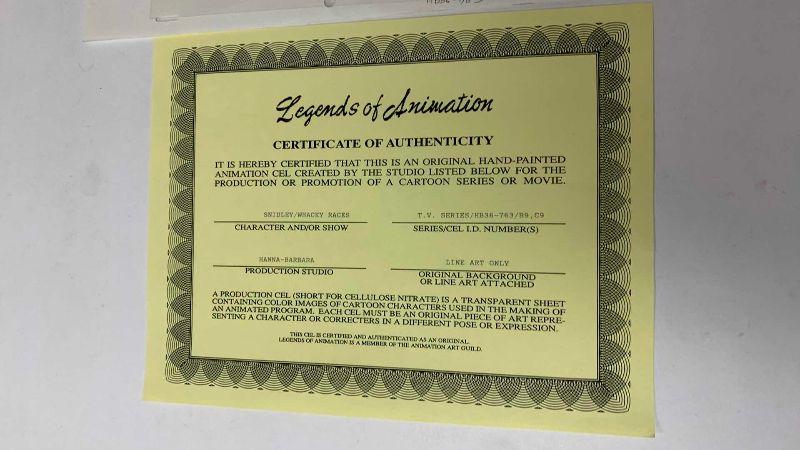 Legends of Animation
CERTIFICATE OF AUTHENTICITY
IT IS HEREBY CERTIFIED THAT THIS IS AN ORIGINAL HAND-PAINTED
ANIMATION CEL CREATED BY THE STUDIO LISTED BELOW FOR THE
PRODUCTION OR PROMOTION OF A CARTOON SERIES OR MOVIE.
SNIDLEY/WHACKY RACES
CHARACTER AND/OR SHOW
T.V. SERIES/HB36-763/B9,C9
SERIES/CEL I.D. NUMBER(S)
HANNA-BARBARA
PRODUCTION STUDIO
LINE ART ONLY
ORIGINAL BACKGROUND
OR LINE ART ATTACHED
A PRODUCTION CEL (SHORT FOR CELLULOSE NITRATE) IS A TRANSPARENT SHEET
CONTAINING COLOR IMAGES OF CARTOON CHARACTERS USED IN THE MAKING OF
AN ANIMATED PROGRAM. EACH CEL MUST BE AN ORIGINAL PIECE OF ART REPRE-
SENTING A CHARACTER OR CORRECTERS IN A DIFFERENT POSE OR EXPRESSION.
THIS CEL IS CERTIFIED AND AUTHENTICATED AS AN ORIGINAL.
LEGENDS OF ANIMATION IS A MEMBER OF THE ANIMATION ART GUILD.